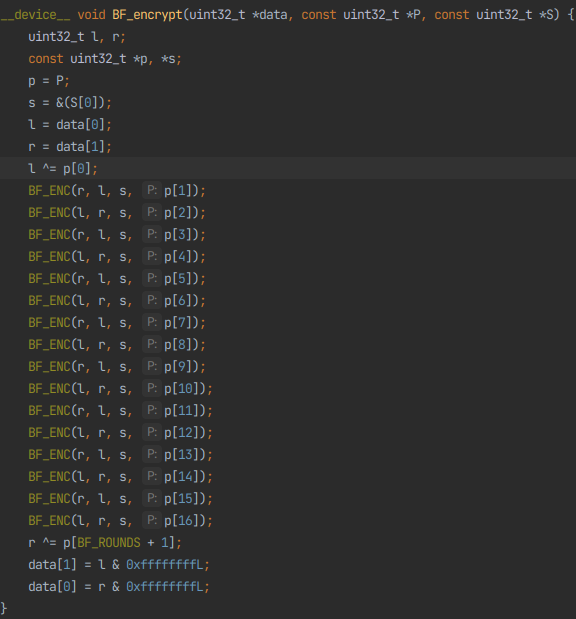 __device__ void BF_encrypt(uint32_t *data, const uint32_t *P, const uint32_t *S) {
    uint32_t l, r;
    const uint32_t *p, *s;
    p = P;
    s = &(S[0]);
    l = data[0];
    r = data[1];
    l ^= p[0];
    BF_ENC(r, l, s, P: p[1]);
    BF_ENC(l, r, s, P: p[2]);
    BF_ENC(r, l, s, P: p[3]);
    BF_ENC(l, r, s, P: p[4]);
    BF_ENC(r, l, s, P: p[5]);
    BF_ENC(l, r, s, P: p[6]);
    BF_ENC(r, l, s, P: p[7]);
    BF_ENC(l, r, s, P: p[8]);
    BF_ENC(r, l, s, P: p[9]);
    BF_ENC(l, r, s, P: p[10]);
    BF_ENC(r, l, s, P: p[11]);
    BF_ENC(l, r, s, P: p[12]);
    BF_ENC(r, l, s, P: p[13]);
    BF_ENC(l, r, s, P: p[14]);
    BF_ENC(r, l, s, P: p[15]);
    BF_ENC(l, r, s, P: p[16]);
    r ^= p[BF_ROUNDS + 1];
    data[1] = l & 0xffffffffL;
    data[0] = r & 0xffffffffL;
}